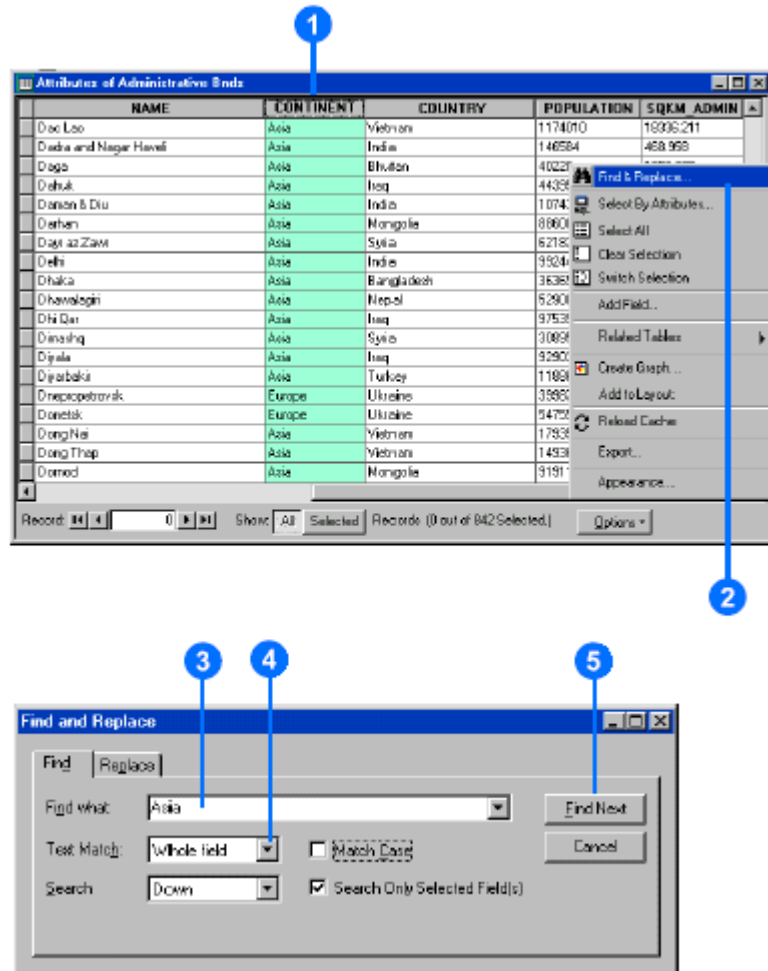 1
Attributes of Administrative Bnds
NAME CONTINENT COUNTRY POPULATION SQKM_ADMIN
Dac Lao Asia Vietnam 1174010 18936.211
Dadra and Nagar Haveli Asia India 146584 468.958
Daga Asia Bhutan
Dahuk Asia Iraq
Daman & Diu Asia India
Darhan Asia Mongolia
Dayr az Zawr Asia Syria
Delhi Asia India
Dhaka Asia Bangladesh
Dhawalagiri Asia Nepal
Dhi Qar Asia Iraq
Dimashq Asia Syria
Diyala Asia Iraq
Diyarbakir Asia Turkey
Dnepropetrovsk Europe Ukraine
Donetsk Europe Ukraine
Dong Nai Asia Vietnam
Dong Thap Asia Vietnam
Dornod Asia Mongolia
Find & Replace...
Select By Attributes...
Select All
Clear Selection
Switch Selection
Add Field...
Related Tables
Create Graph...
Add to Layout
Reload Cache
Export...
Appearance...
Record: 0 Show: All Selected Records (0 out of 842 Selected.) Options
2
3 4 5
Find and Replace
Find Replace
Find what: Asia Find Next
Text Match: Whole field Match Case Cancel
Search Down Search Only Selected Field(s)